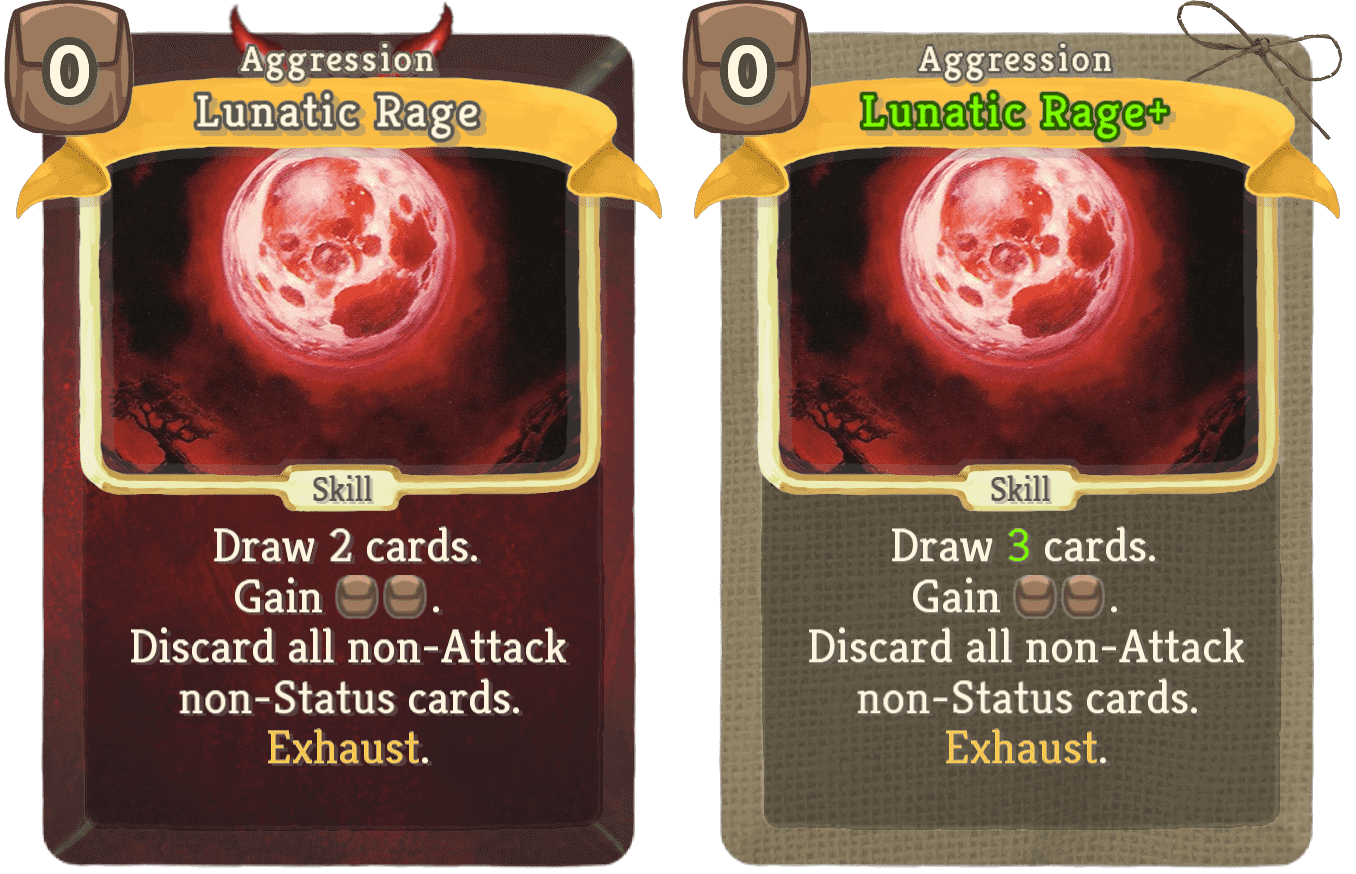 0
Aggression
Lunatic Rage
Skill
Draw 2 cards.
Gain .
Discard all non-Attack
non-Status cards.
Exhaust.
0
Aggression
Lunatic Rage+
Skill
Draw 3 cards.
Gain .
Discard all non-Attack
non-Status cards.
Exhaust.